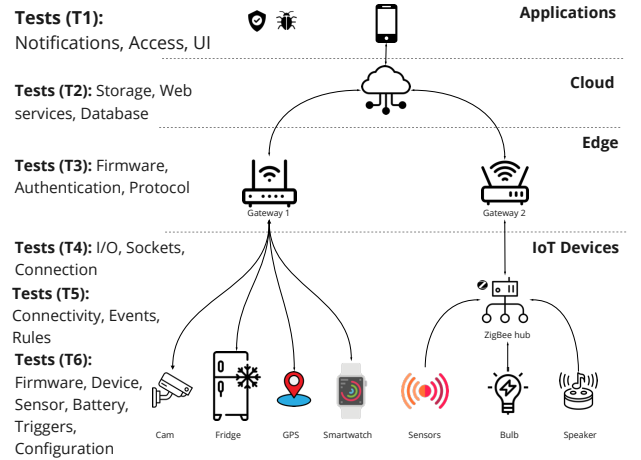 Tests (T1):
Notifications, Access, UI
Applications
Tests (T2): Storage, Web
services, Database
Cloud
Edge
Tests (T3): Firmware,
Authentication, Protocol
Gateway 1
Gateway 2
Tests (T4): I/O, Sockets,
Connection
IoT Devices
Tests (T5):
Connectivity, Events,
Rules
ZigBee hub
Tests (T6):
Firmware, Device,
Sensor, Battery,
Triggers,
Configuration
Cam
Fridge
GPS
Smartwatch
Sensors
Bulb
Speaker